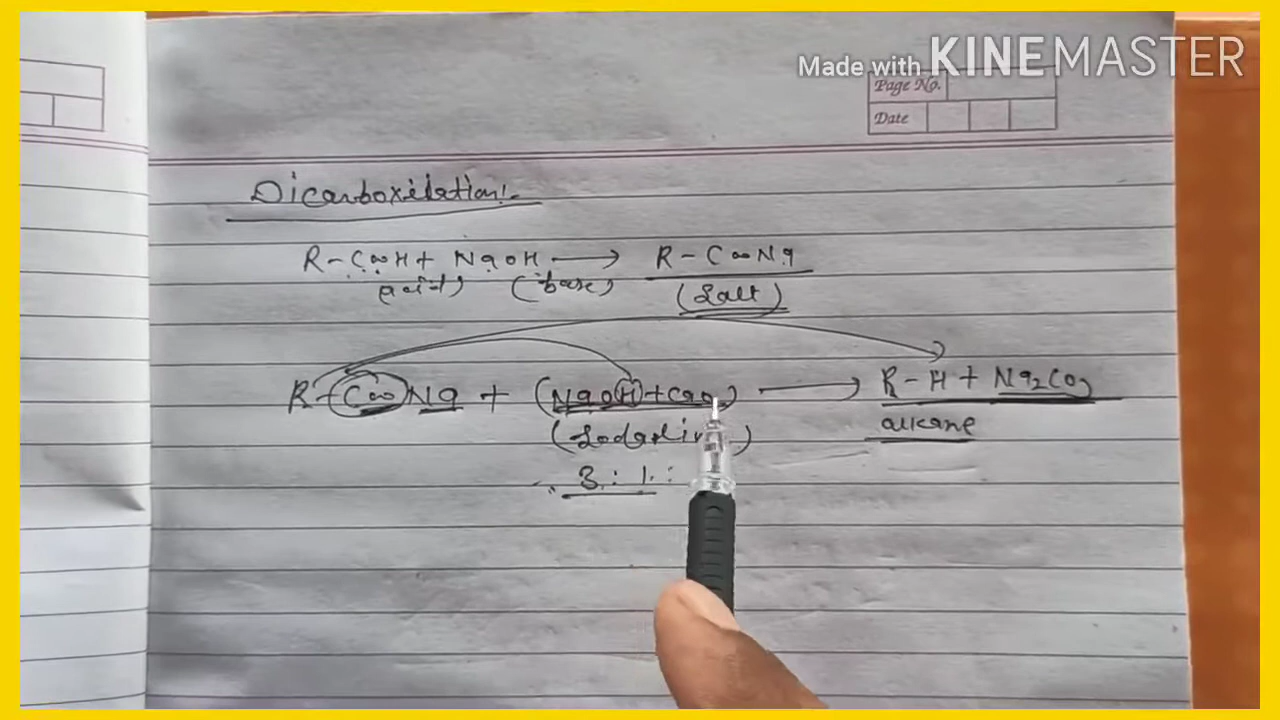 Made with KINEMASTER
Page No.
Date
Dicarboxilation:-
R-COOH + NaOH → R-COONa
(acid) (base) (Salt)
R-COONa + (NaOH+CaO) → R-H + Na2CO3
alkane
3:1